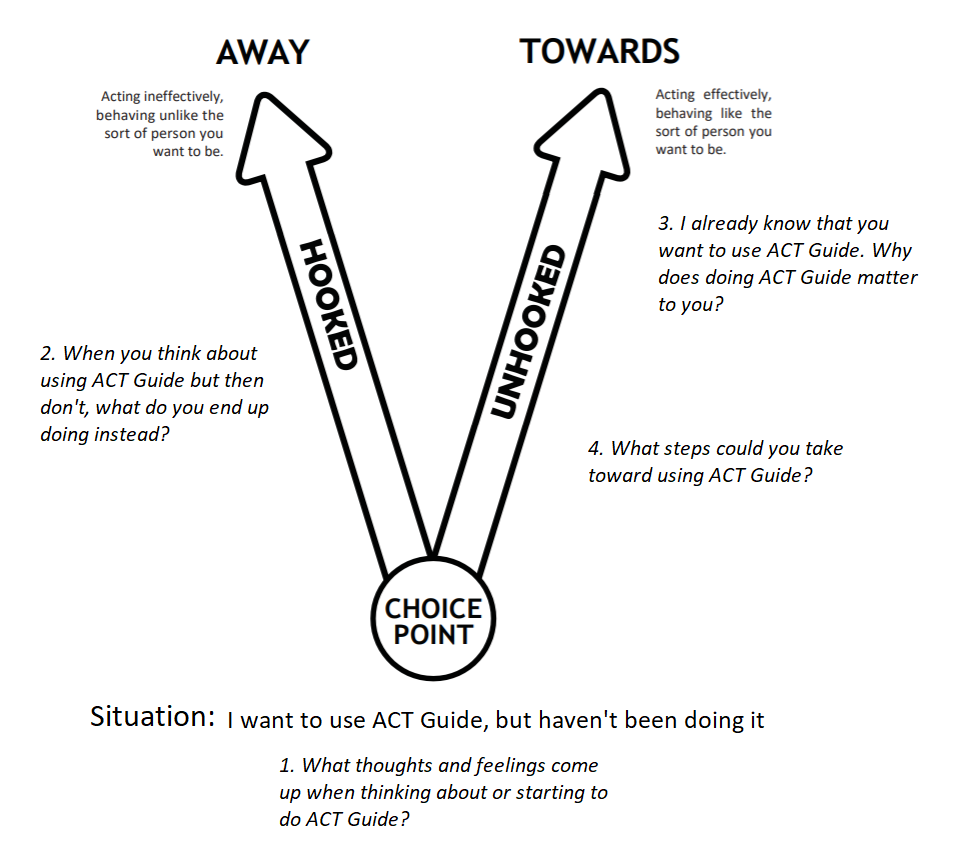 AWAY
TOWARDS
Acting ineffectively,
behaving unlike the
sort of person you
want to be.
Acting effectively,
behaving like the
sort of person you
want to be.
3. I already know that you
want to use ACT Guide. Why
does doing ACT Guide matter
to you?
HOOKED
UNHOOKED
2. When you think about
using ACT Guide but then
don't, what do you end up
doing instead?
4. What steps could you take
toward using ACT Guide?
CHOICE
POINT
Situation: I want to use ACT Guide, but haven't been doing it
1. What thoughts and feelings come
up when thinking about or starting to
do ACT Guide?